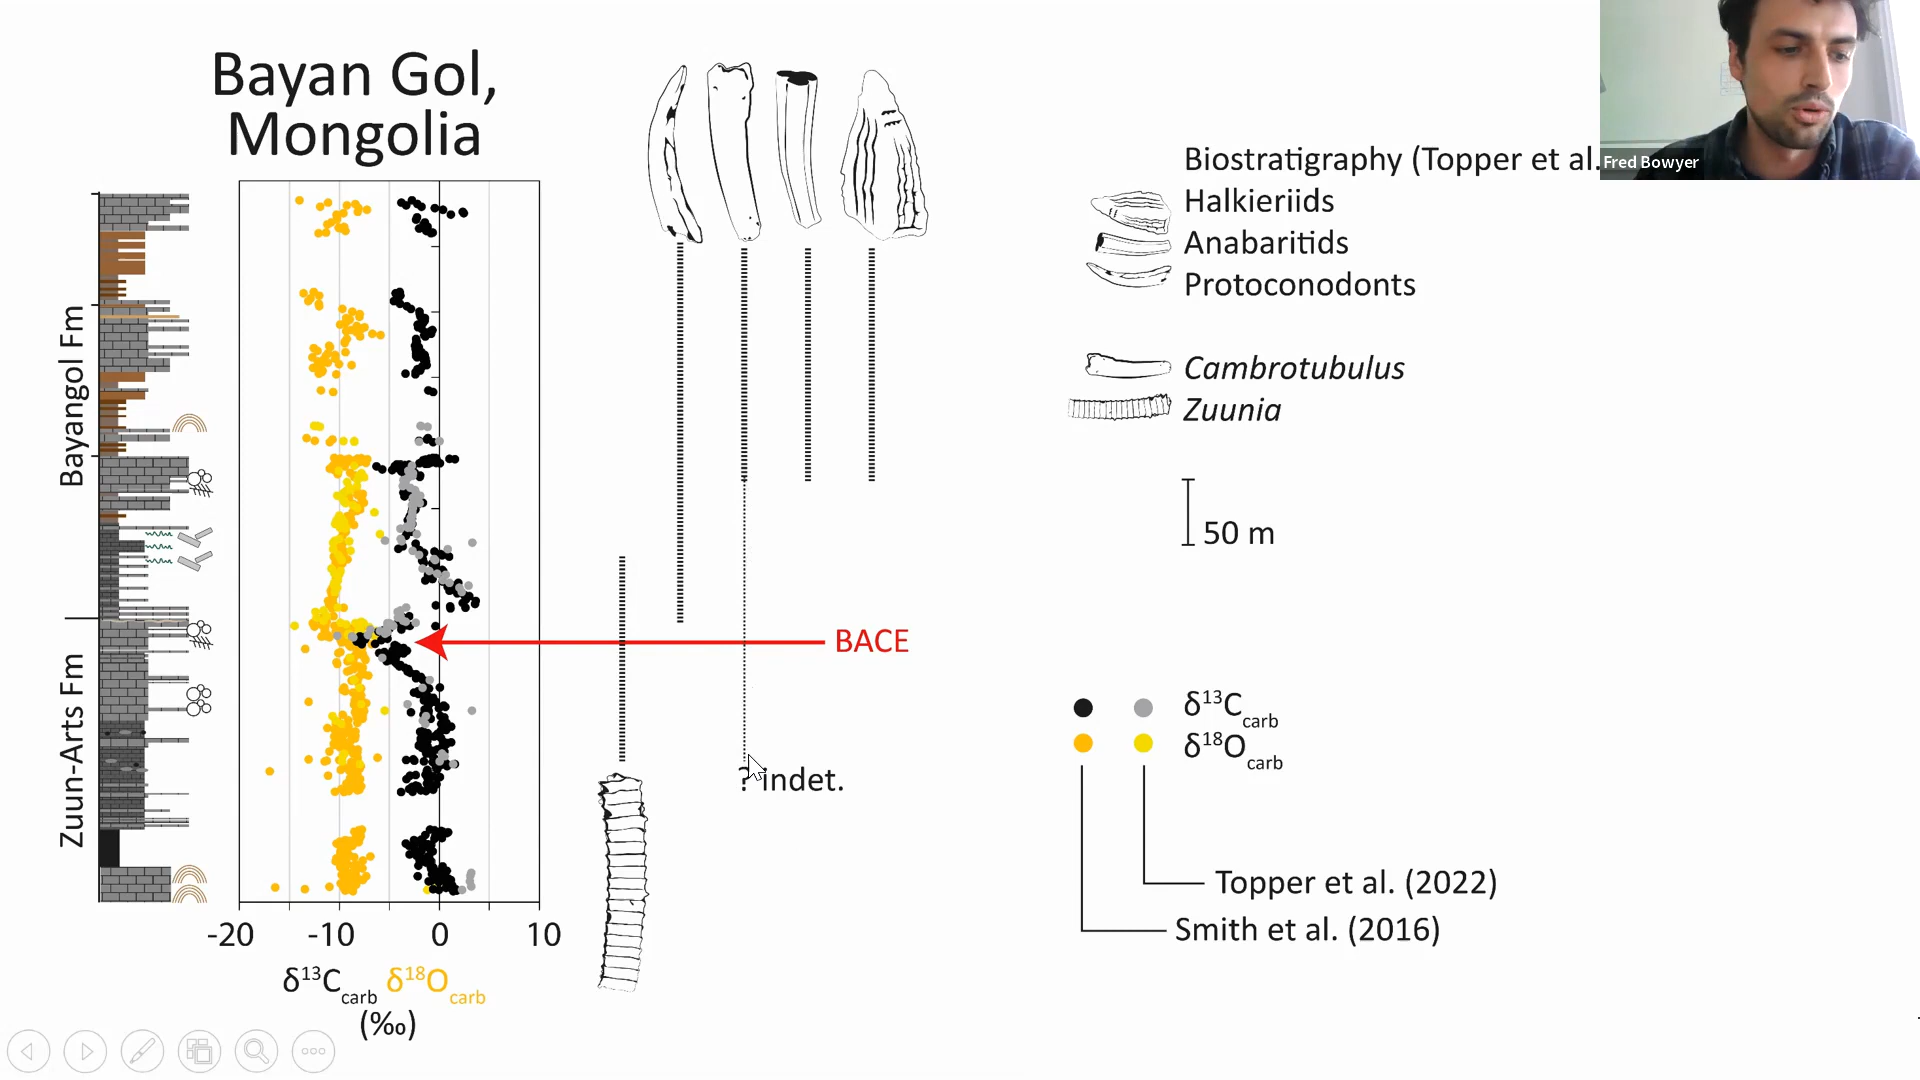 Bayan Gol,
Mongolia
Bayangol Fm
Zuun-Arts Fm
-20 -10 0 10
δ¹³Ccarb δ¹⁸Ocarb
(‰)
BACE
? indet.
Biostratigraphy (Topper et al.
Halkieriids
Anabaritids
Protoconodonts
Cambrotubulus
Zuunia
50 m
δ¹³Ccarb
δ¹⁸Ocarb
Topper et al. (2022)
Smith et al. (2016)
Fred Bowyer